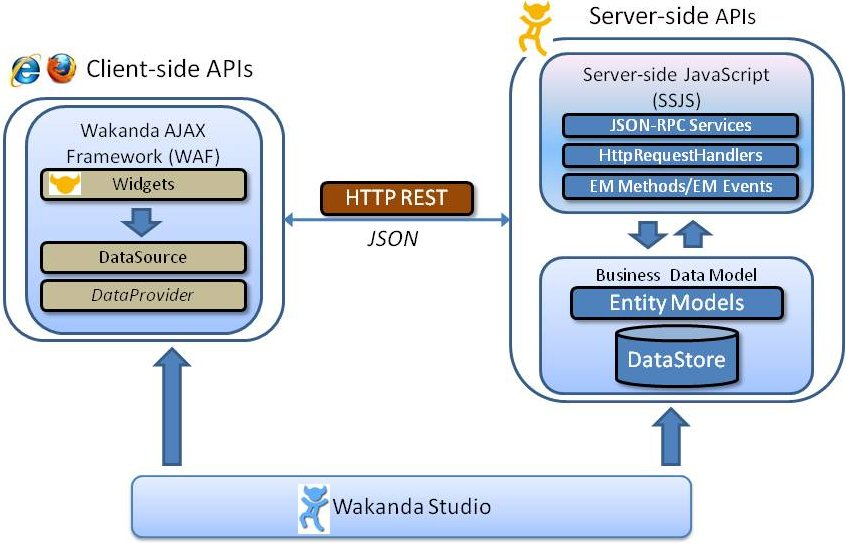 Client-side APIs
Wakanda AJAX
Framework (WAF)
Widgets
DataSource
DataProvider
HTTP REST
JSON
Server-side APIs
Server-side JavaScript
(SSJS)
JSON-RPC Services
HttpRequestHandlers
EM Methods/EM Events
Business Data Model
Entity Models
DataStore
Wakanda Studio